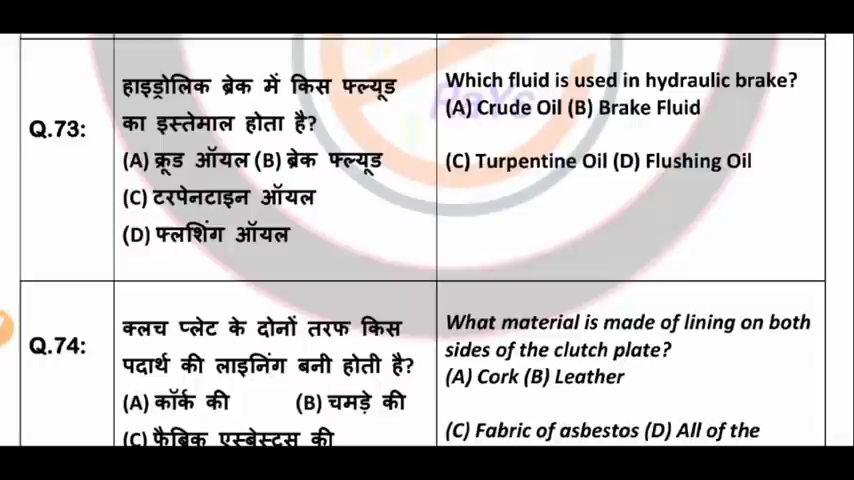 Q.73:
हाइड्रोलिक ब्रेक में किस फ्ल्यूड
का इस्तेमाल होता है?
(A) क्रूड ऑयल (B) ब्रेक फ्ल्यूड
(C) टरपेनटाइन ऑयल
(D) फ्लशिंग ऑयल
Which fluid is used in hydraulic brake?
(A) Crude Oil (B) Brake Fluid
(C) Turpentine Oil (D) Flushing Oil
Q.74:
क्लच प्लेट के दोनों तरफ किस
पदार्थ की लाइनिंग बनी होती है?
(A) कॉर्क की (B) चमड़े की
(C) फैब्रिक एस्बेस्टस की
What material is made of lining on both
sides of the clutch plate?
(A) Cork (B) Leather
(C) Fabric of asbestos (D) All of the